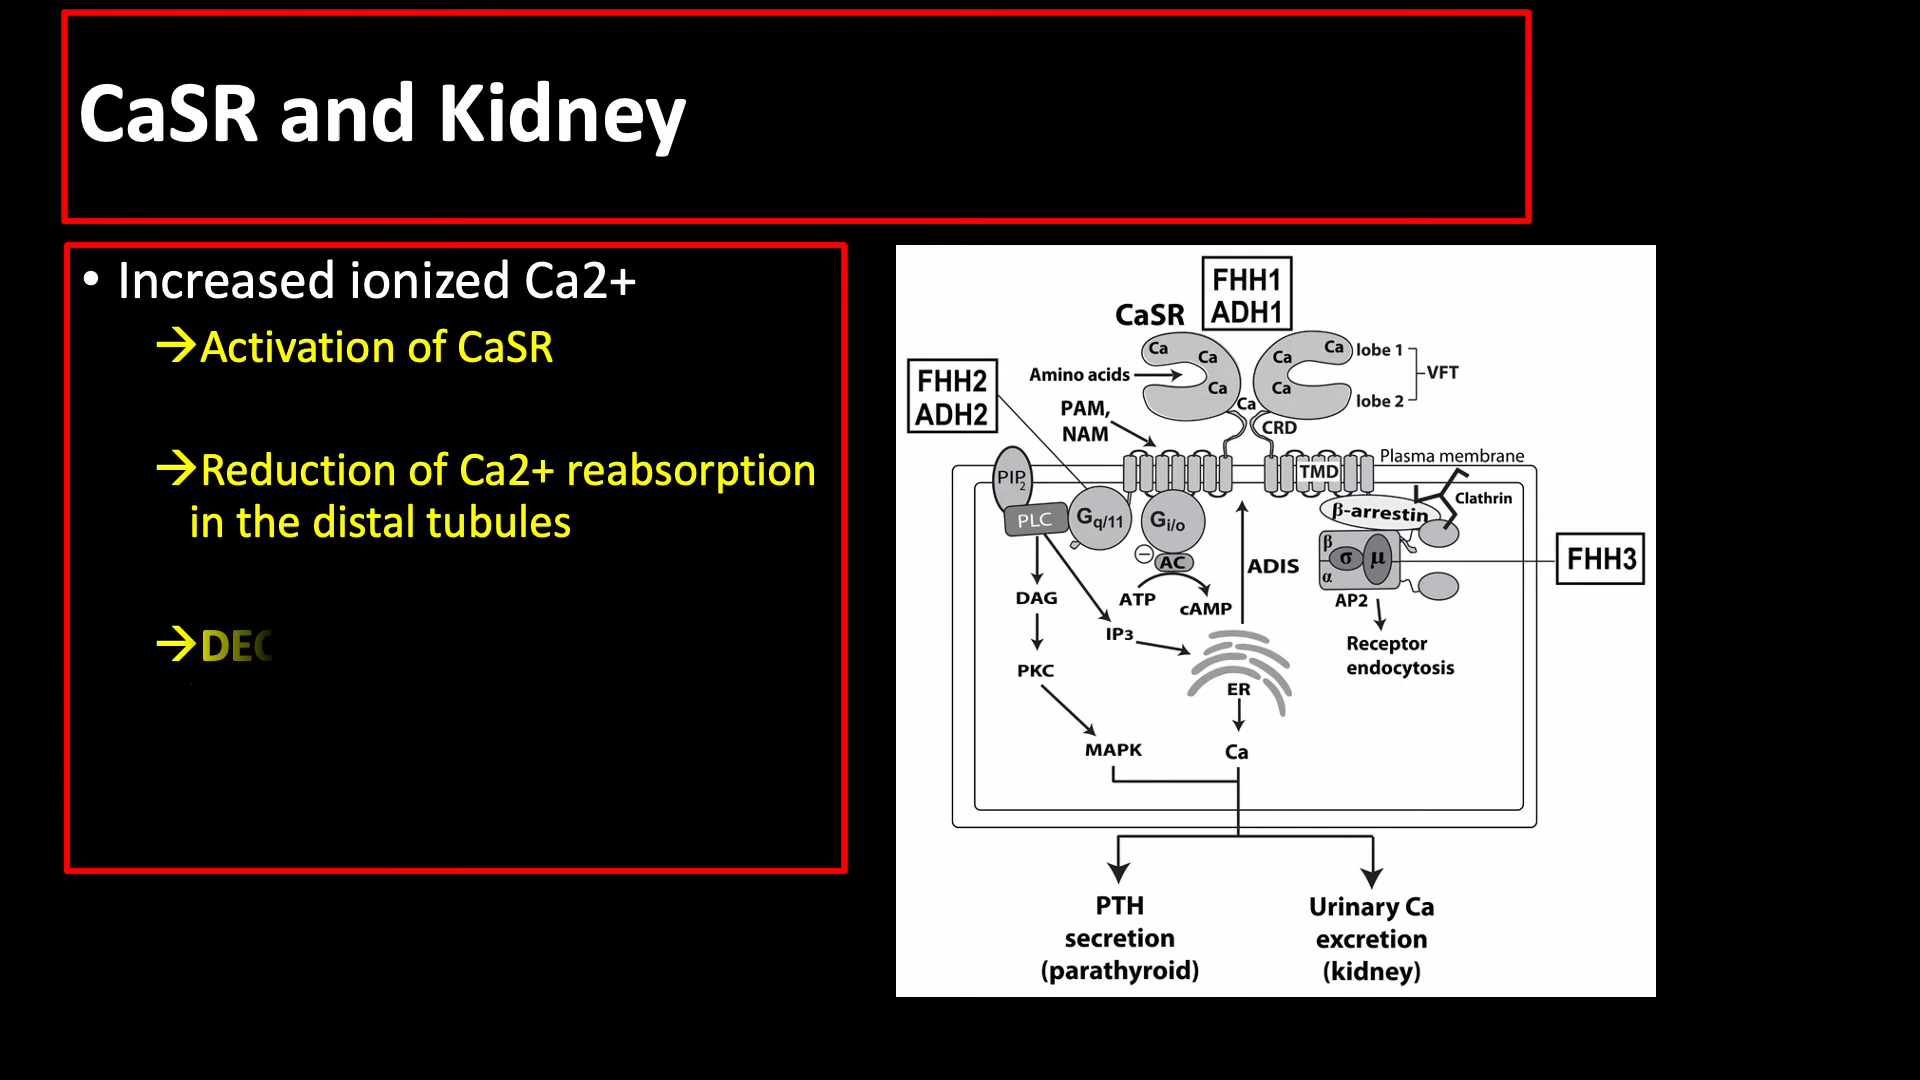 CaSR and Kidney
• Increased ionized Ca2+
→Activation of CaSR
→Reduction of Ca2+ reabsorption
in the distal tubules
→DEC
FHH1
ADH1
CaSR
Ca
Ca
Ca
Ca
Ca
Ca
Ca
lobe 1
lobe 2
VFT
Amino acids
FHH2
ADH2
PAM,
NAM
CRD
Plasma membrane
TMD
PIP2
PLC
Gq/11
Gi/o
β-arrestin
Clathrin
−
AC
ADIS
β
σ
μ
α
AP2
FHH3
DAG
ATP
cAMP
IP3
Receptor
endocytosis
PKC
ER
MAPK
Ca
PTH
secretion
(parathyroid)
Urinary Ca
excretion
(kidney)